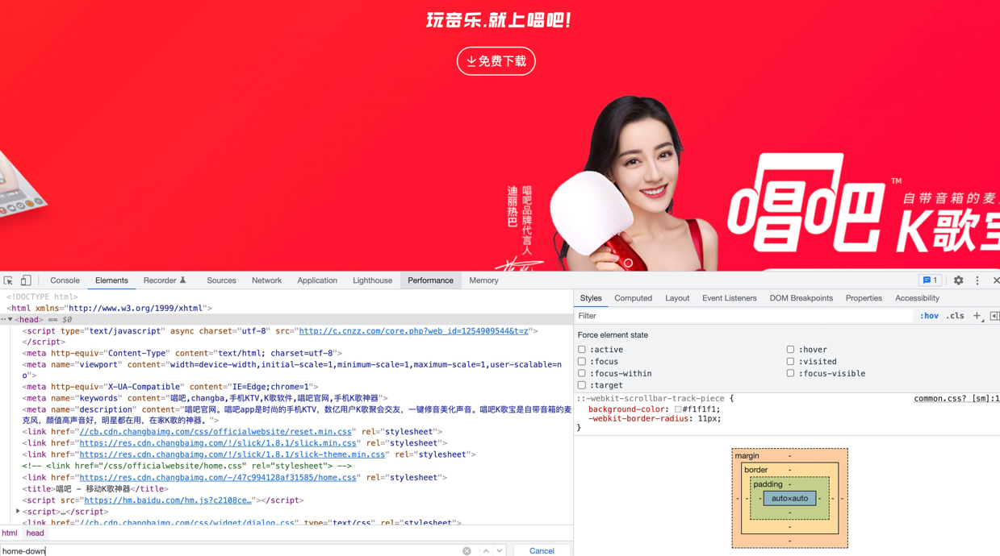 玩音乐,就上唱吧!
免费下载
唱吧品牌代言人
迪丽热巴
唱吧
TM
自带音箱的麦
K歌宝
Console
Elements
Recorder
Sources
Network
Application
Lighthouse
Performance
Memory
1
<!DOCTYPE html>
<html xmlns="http://www.w3.org/1999/xhtml">
<head> == $0
<script type="text/javascript" async charset="utf-8" src="http://c.cnzz.com/core.php?web_id=1254909544&t=z">
</script>
<meta http-equiv="Content-Type" content="text/html; charset=utf-8">
<meta name="viewport" content="width=device-width,initial-scale=1,minimum-scale=1,maximum-scale=1,user-scalable=n
o">
<meta http-equiv="X-UA-Compatible" content="IE=Edge;chrome=1">
<meta name="keywords" content="唱吧,changba,手机KTV,K歌软件,唱吧官网,手机K歌神器">
<meta name="description" content="唱吧官网。唱吧app是时尚的手机KTV，数亿用户K歌聚会交友，一键修音美化声音。唱吧K歌宝是自带音箱的麦
克风，颜值高声音好，明星都在用，在家K歌的神器。">
<link href="//cb.cdn.changbaimg.com/css/officialwebsite/reset.min.css" rel="stylesheet">
<link href="https://res.cdn.changbaimg.com/!/slick/1.8.1/slick.min.css" rel="stylesheet">
<link href="https://res.cdn.changbaimg.com/!/slick/1.8.1/slick-theme.min.css" rel="stylesheet">
<!-- <link href="/css/officialwebsite/home.css" rel="stylesheet"> -->
<link href="https://res.cdn.changbaimg.com/-/47c994128af31585/home.css" rel="stylesheet">
<title>唱吧 - 移动K歌神器</title>
<script src="https://hm.baidu.com/hm.js?c2108ce…"></script>
<script>…</script>
<link href="//cb.cdn.changbaimg.com/css/widget/dialog.css" type="text/css" rel="stylesheet">
html head
home-down
Cancel
Styles
Computed
Layout
Event Listeners
DOM Breakpoints
Properties
Accessibility
Filter
:hov
.cls
Force element state
:active
:hover
:focus
:visited
:focus-within
:focus-visible
:target
::-webkit-scrollbar-track-piece {
common.css? [sm]:1
background-color: #f1f1f1;
-webkit-border-radius: 11px;
}
margin -
border -
padding -
- - - auto×auto - - -
-
-
-